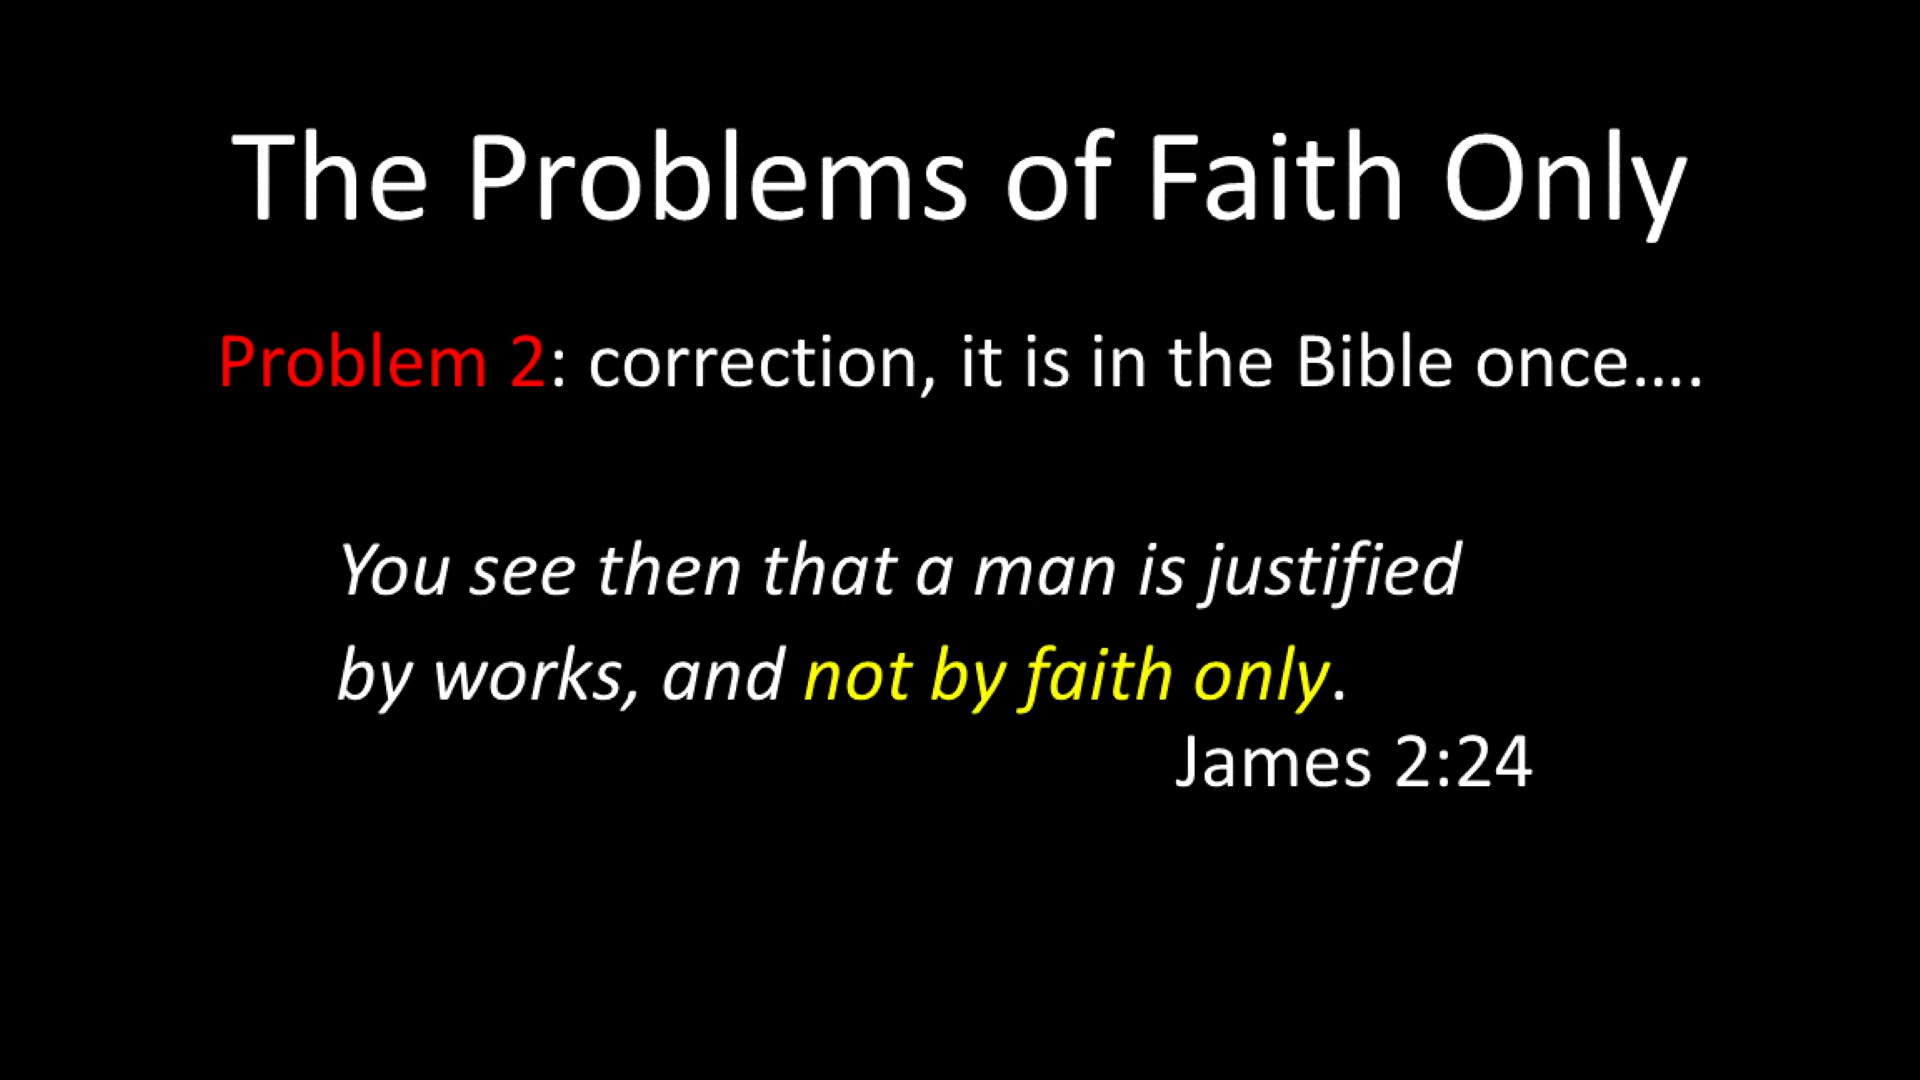 The Problems of Faith Only
Problem 2: correction, it is in the Bible once....
You see then that a man is justified
by works, and not by faith only.
James 2:24